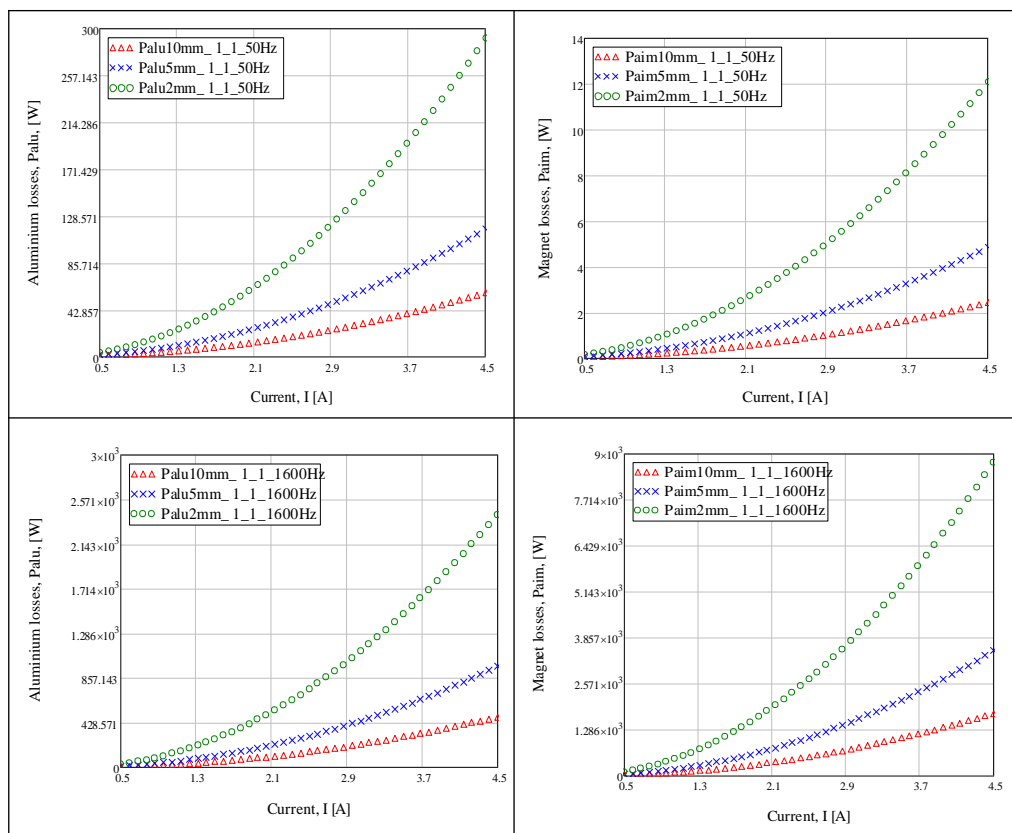 300
257.143
214.286
171.429
128.571
85.714
42.857
0
Aluminium losses, Palu, [W]
Palu10mm_ 1_1_50Hz
Palu5mm_ 1_1_50Hz
Palu2mm_ 1_1_50Hz
0.5 1.3 2.1 2.9 3.7 4.5
Current, I [A]
14
12
10
8
6
4
2
0
Magnet losses, Paim, [W]
Paim10mm_ 1_1_50Hz
Paim5mm_ 1_1_50Hz
Paim2mm_ 1_1_50Hz
0.5 1.3 2.1 2.9 3.7 4.5
Current, I [A]
3×10³
2.571×10³
2.143×10³
1.714×10³
1.286×10³
857.143
428.571
0
Aluminium losses, Palu, [W]
Palu10mm_ 1_1_1600Hz
Palu5mm_ 1_1_1600Hz
Palu2mm_ 1_1_1600Hz
0.5 1.3 2.1 2.9 3.7 4.5
Current, I [A]
9×10³
7.714×10³
6.429×10³
5.143×10³
3.857×10³
2.571×10³
1.286×10³
0
Magnet losses, Paim, [W]
Paim10mm_ 1_1_1600Hz
Paim5mm_ 1_1_1600Hz
Paim2mm_ 1_1_1600Hz
0.5 1.3 2.1 2.9 3.7 4.5
Current, I [A]